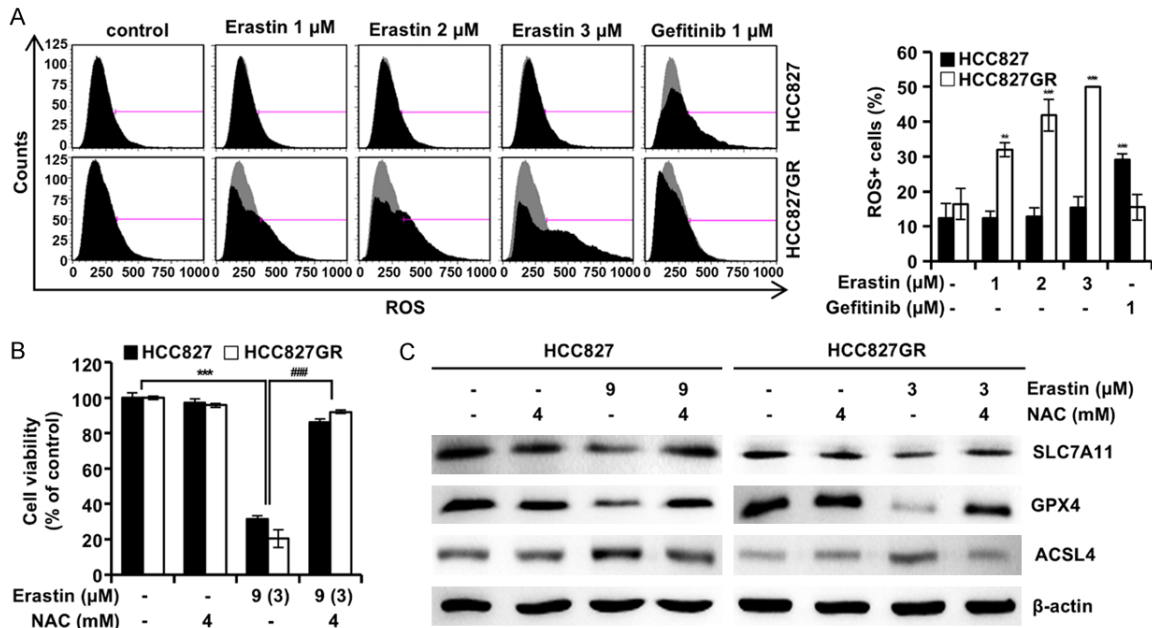 A
control
Erastin 1 µM
Erastin 2 µM
Erastin 3 µM
Gefitinib 1 µM
Counts
125
100
75
50
25
0
HCC827
125
100
75
50
25
0
HCC827GR
0 250 500 750 1000
0 250 500 750 1000
0 250 500 750 1000
0 250 500 750 1000
0 250 500 750 1000
ROS
HCC827
HCC827GR
ROS+ cells (%)
60
50
40
30
20
10
0
**
***
***
***
Erastin (µM) - 1 2 3 -
Gefitinib (µM) - - - - 1
B
HCC827 HCC827GR
Cell viability
(% of control)
120
100
80
60
40
20
0
***
###
Erastin (µM) - - 9 (3) 9 (3)
NAC (mM) - 4 - 4
C
HCC827
HCC827GR
- - 9 9 - - 3 3 Erastin (µM)
- 4 - 4 - 4 - 4 NAC (mM)
SLC7A11
GPX4
ACSL4
β-actin